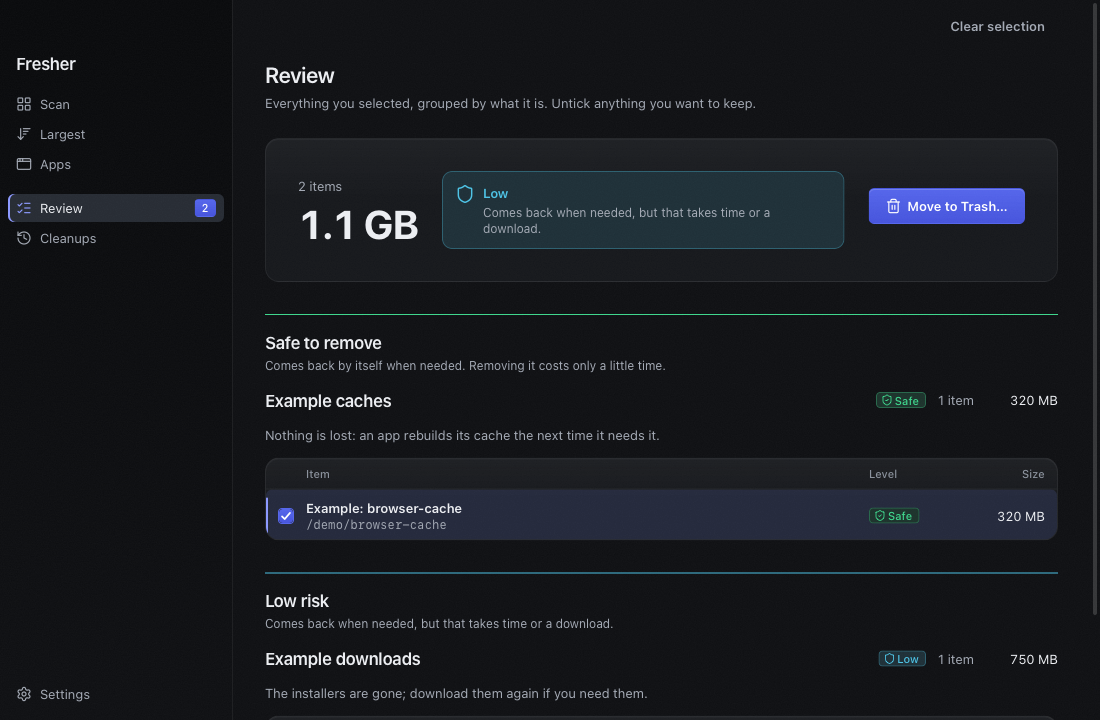 Clear selection
Fresher
Scan
Largest
Apps
Review 2
Cleanups
Settings
Review
Everything you selected, grouped by what it is. Untick anything you want to keep.
2 items
1.1 GB
Low
Comes back when needed, but that takes time or a
download.
Move to Trash...
Safe to remove
Comes back by itself when needed. Removing it costs only a little time.
Example caches Safe 1 item 320 MB
Nothing is lost: an app rebuilds its cache the next time it needs it.
Item Level Size
Example: browser-cache
/demo/browser-cache
Safe 320 MB
Low risk
Comes back when needed, but that takes time or a download.
Example downloads Low 1 item 750 MB
The installers are gone; download them again if you need them.